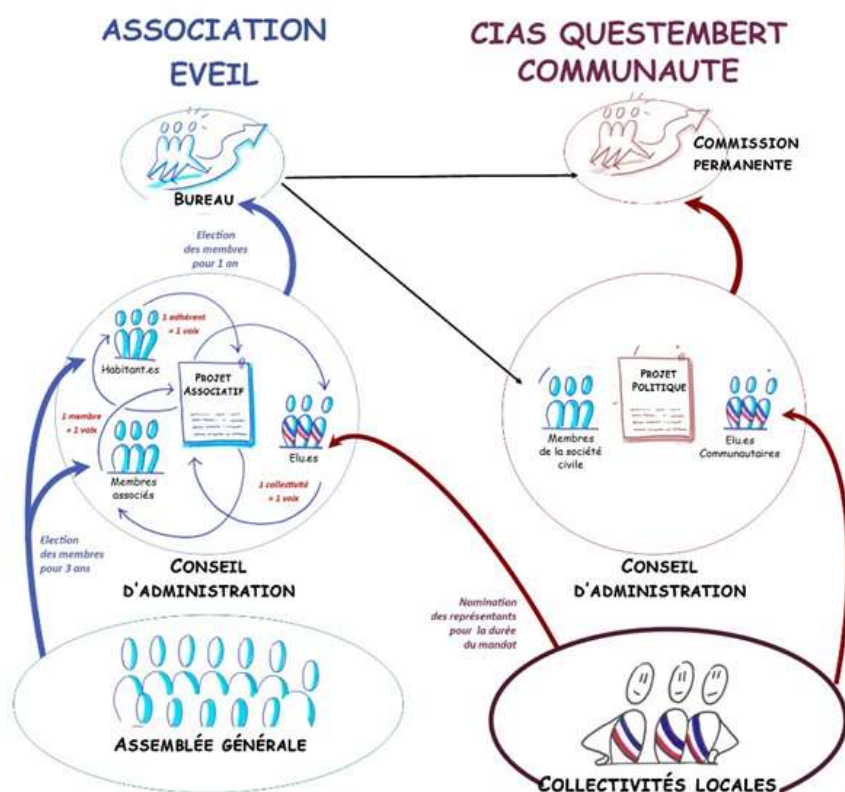 ASSOCIATION
EVEIL
CIAS QUESTEMBERT
COMMUNAUTE
BUREAU
COMMISSION
PERMANENTE
Election
des membres
pour 1 an
1 adhérent
= 1 voix
Habitant.es
PROJET
ASSOCIATIF
1 membre
= 1 voix
Membres
associés
Elu.es
1 collectivité
= 1 voix
PROJET
POLITIQUE
Membres
de la société
civile
Elu.es
Communautaires
Election
des membres
pour 3 ans
CONSEIL
D'ADMINISTRATION
CONSEIL
D'ADMINISTRATION
Nomination
des représentants
pour la durée
du mandat
ASSEMBLÉE GÉNÉRALE
COLLECTIVITÉS LOCALES